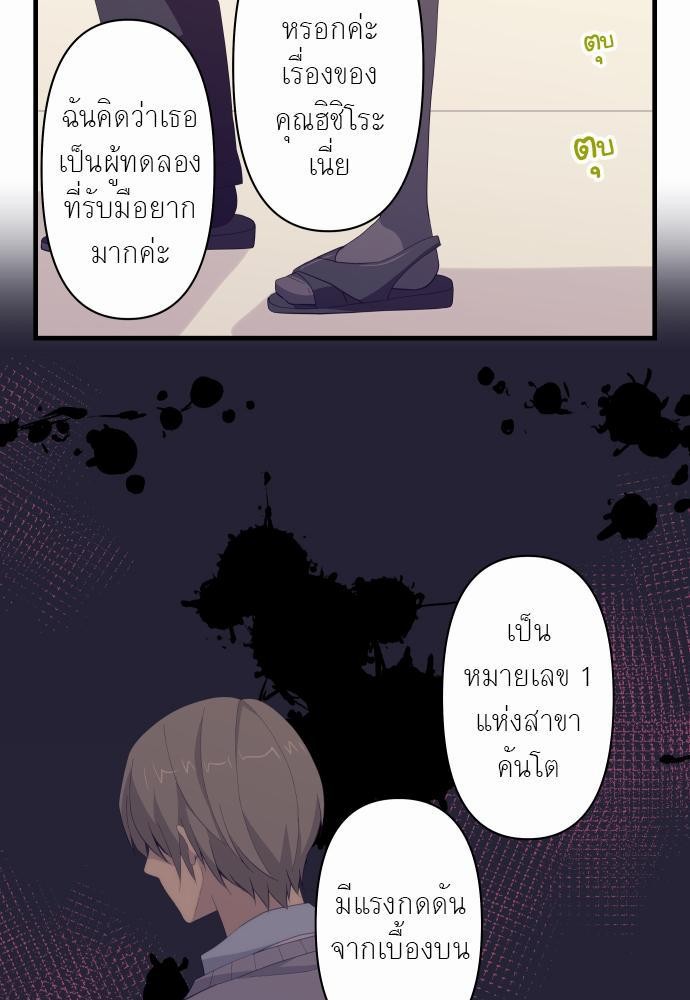 หรอกค่ะ
เรื่องของ
คุณฮิชิโระ
เนี่ย
ฉันคิดว่าเธอ
เป็นผู้ทดลอง
ที่รับมือยาก
มากค่ะ
ตุบ
ตุบ
เป็น
หมายเลข 1
แห่งสาขา
คันโต
มีแรงกดดัน
จากเบื้องบน